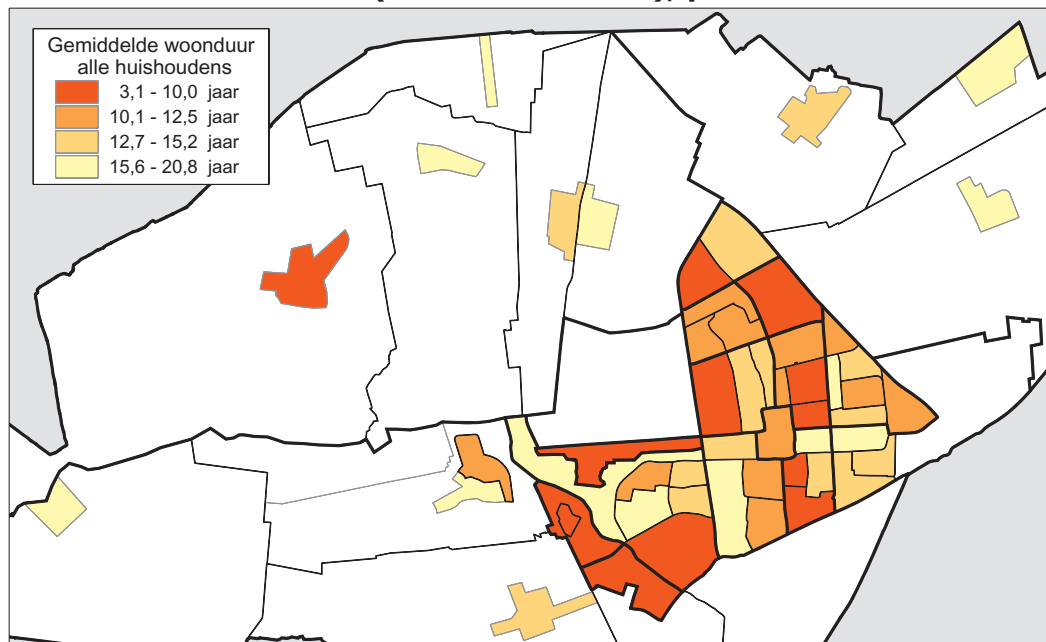 Gemiddelde woonduur
alle huishoudens
3,1 - 10,0 jaar
10,1 - 12,5 jaar
12,7 - 15,2 jaar
15,6 - 20,8 jaar